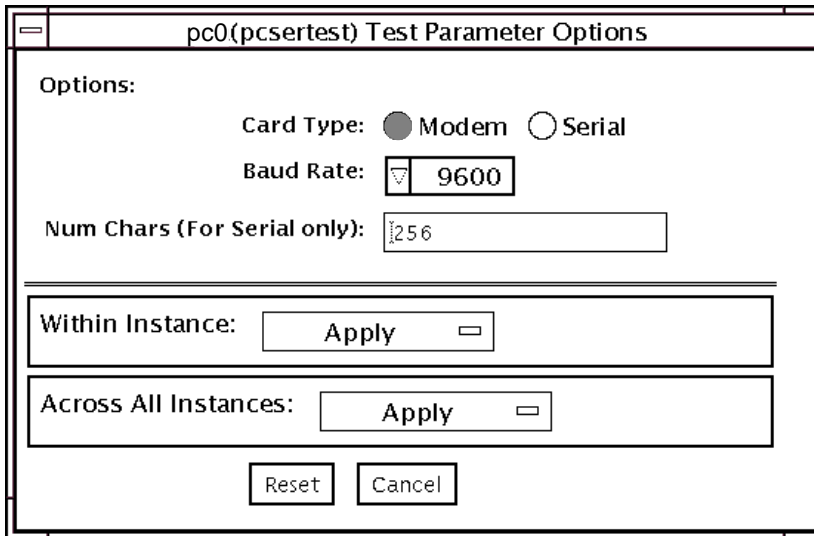 pc0(pcsertest) Test Parameter Options
Options:
Card Type: Modem Serial
Baud Rate: 9600
Num Chars (For Serial only): 256
Within Instance: Apply
Across All Instances: Apply
Reset Cancel